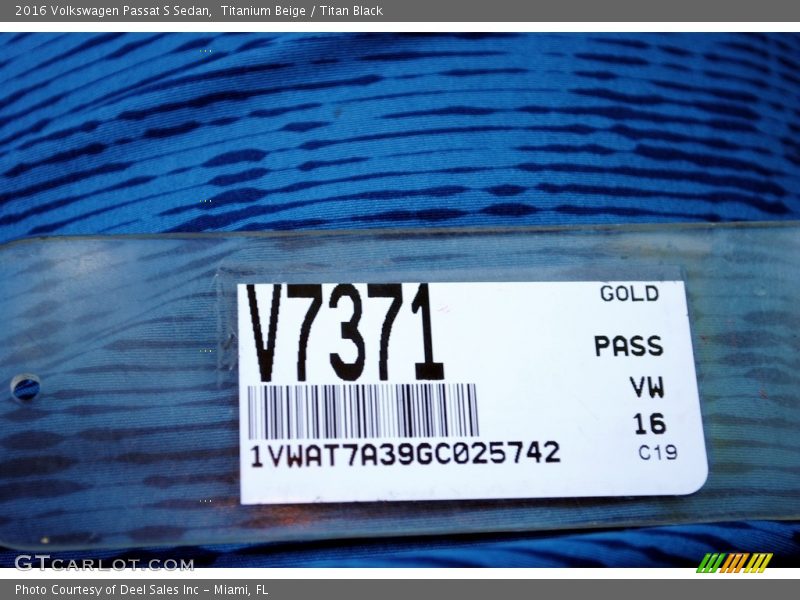 2016 Volkswagen Passat S Sedan,  Titanium Beige / Titan Black
V7371
GOLD
PASS
VW
16
C19
1VWAT7A39GC025742
GTCARLOT.COM
Photo Courtesy of Deel Sales Inc - Miami, FL